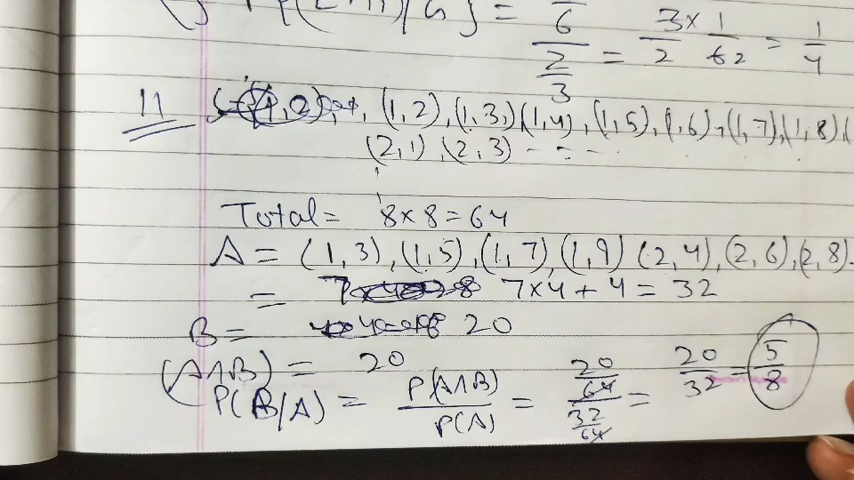 = 1/6 / 2/3 = 3/2 × 1/62 = 1/4
11 , (1,2), (1,3), (1,4), (1,5), (1,6), (1,7), (1,8)
(2,1), (2,3) - - - -
Total = 8×8 = 64
A = (1,3), (1,5), (1,7), (1,9) (2,4), (2,6), (2,8)
= 7×4 + 4 = 32
B = 20
(A∩B) = 20
P(B/A) = P(A∩B)/P(A) = 20/64 / 32/64 = 20/32 = 5/8